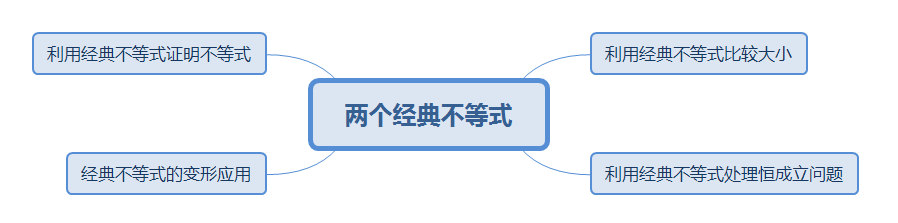 利用经典不等式证明不等式
利用经典不等式比较大小
两个经典不等式
经典不等式的变形应用
利用经典不等式处理恒成立问题